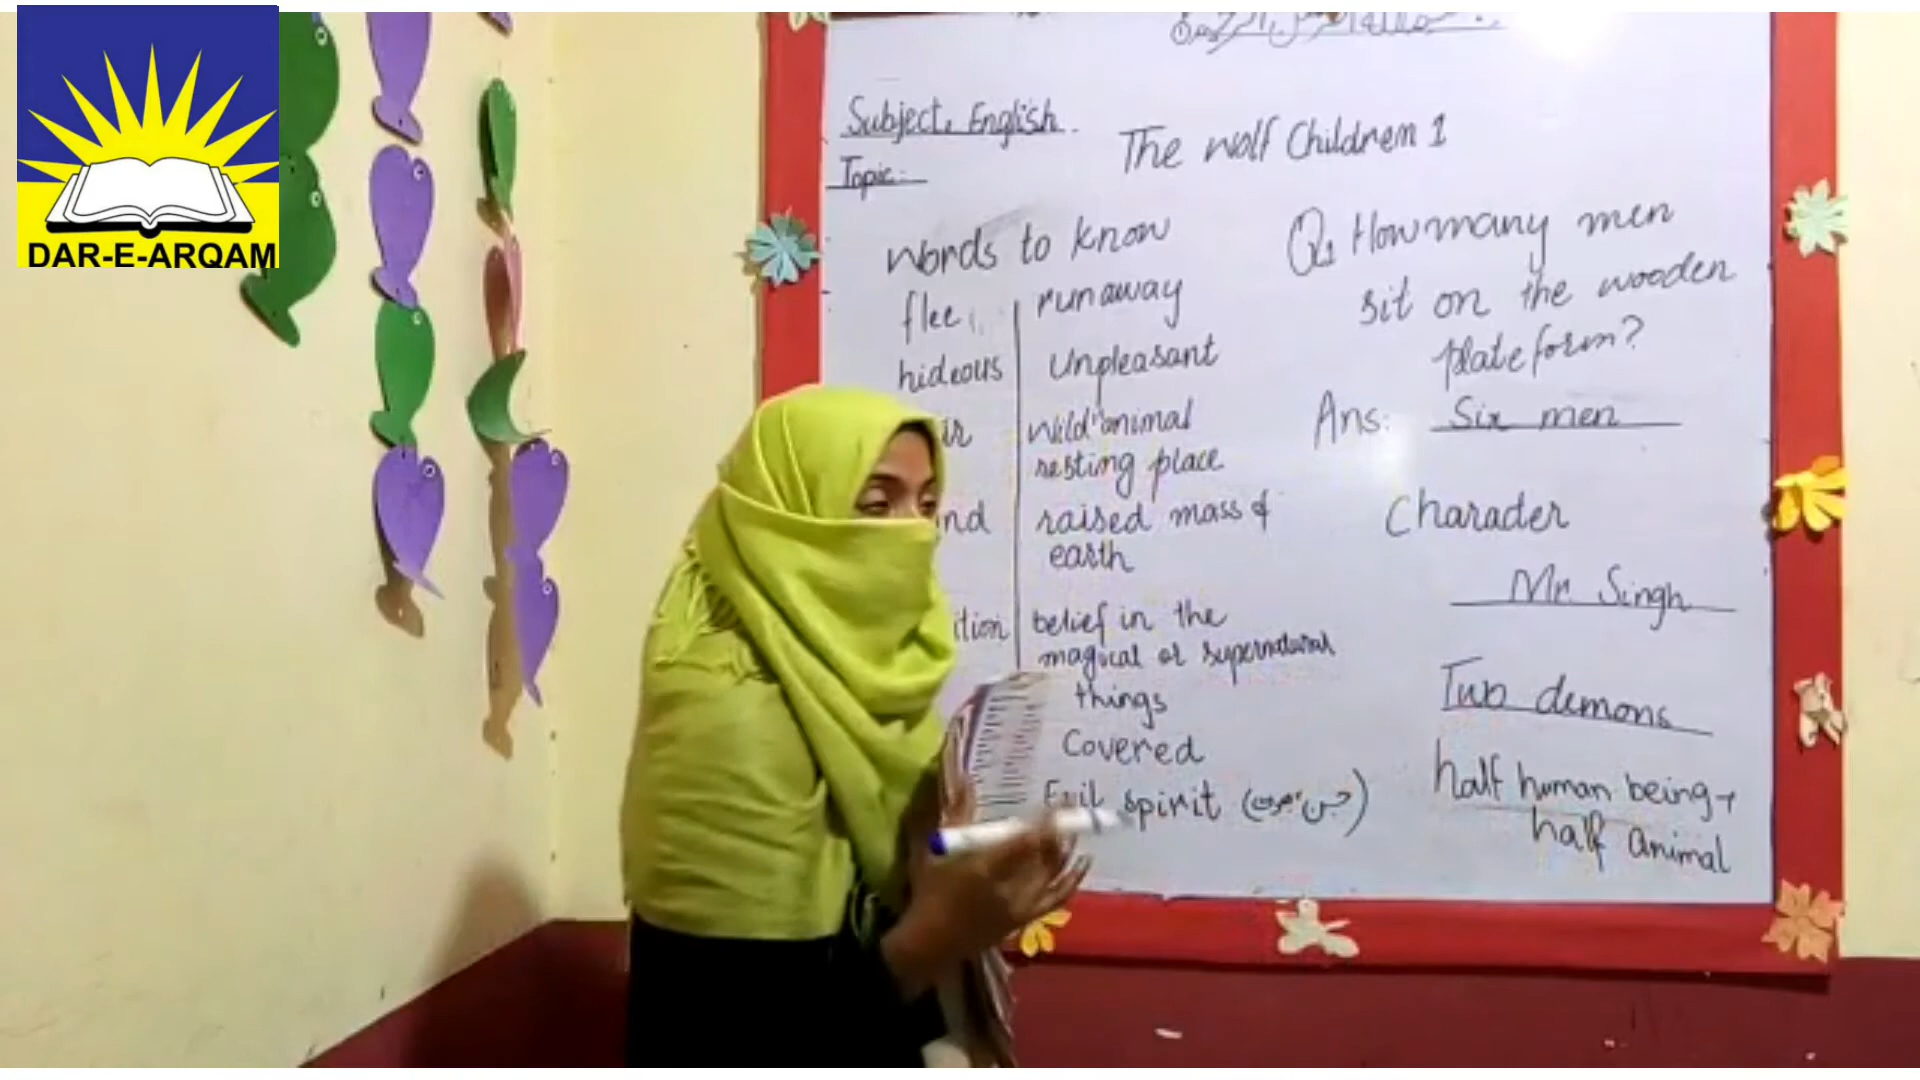 DAR-E-ARQAM
Subject. English.
Topic:
The wolf Children 1
Words to know
flee runaway
hideous Unpleasant
wild animal
resting place
raised mass of
earth
belief in the
magical or supernatural
things
Covered
Evil spirit
Q1 How many men
sit on the wooden
plateform?
Ans: Six men
Charader
Mr. Singh
Two demons
half human being +
half animal